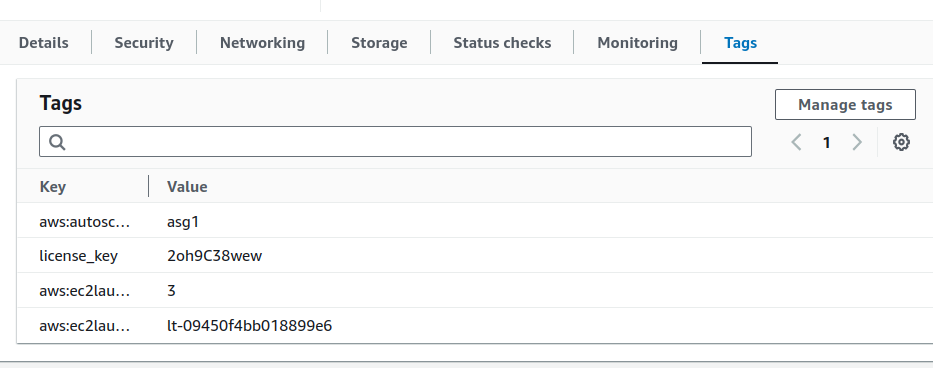 Details Security Networking Storage Status checks Monitoring Tags
Tags
Manage tags
1
Key Value
aws:autosc... asg1
license_key 2oh9C38wew
aws:ec2lau... 3
aws:ec2lau... lt-09450f4bb018899e6